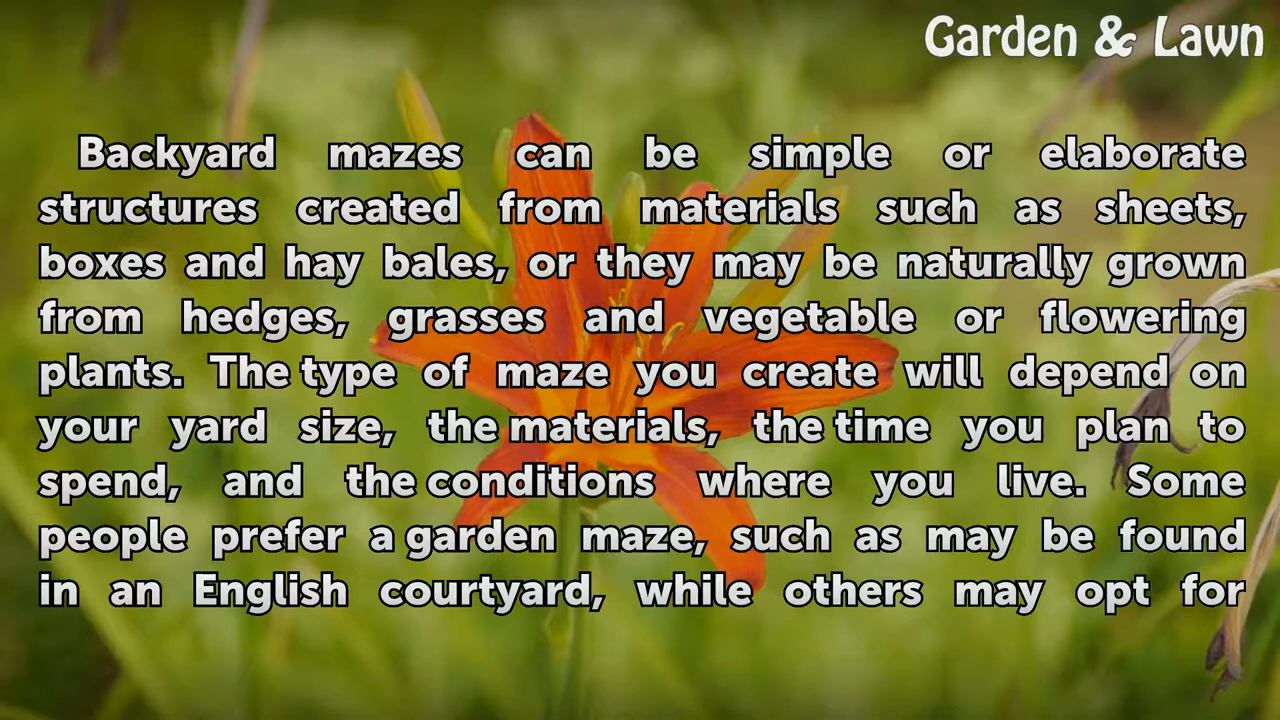 Garden & Lawn
Backyard mazes can be simple or elaborate
structures created from materials such as sheets,
boxes and hay bales, or they may be naturally grown
from hedges, grasses and vegetable or flowering
plants. The type of maze you create will depend on
your yard size, the materials, the time you plan to
spend, and the conditions where you live. Some
people prefer a garden maze, such as may be found
in an English courtyard, while others may opt for